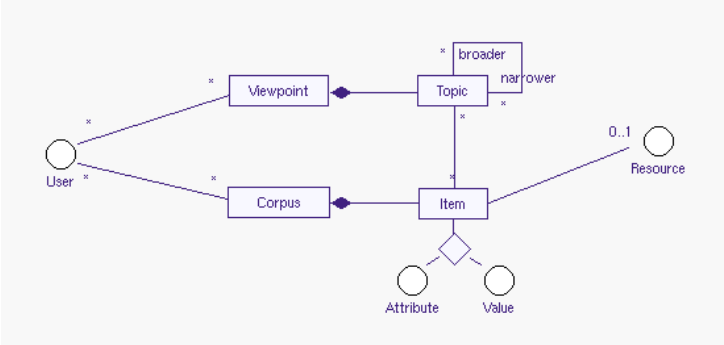 * broader
narrower
*
* Viewpoint
Topic
*
*
0..1
User *
* Corpus
*
Item
Resource
Attribute
Value